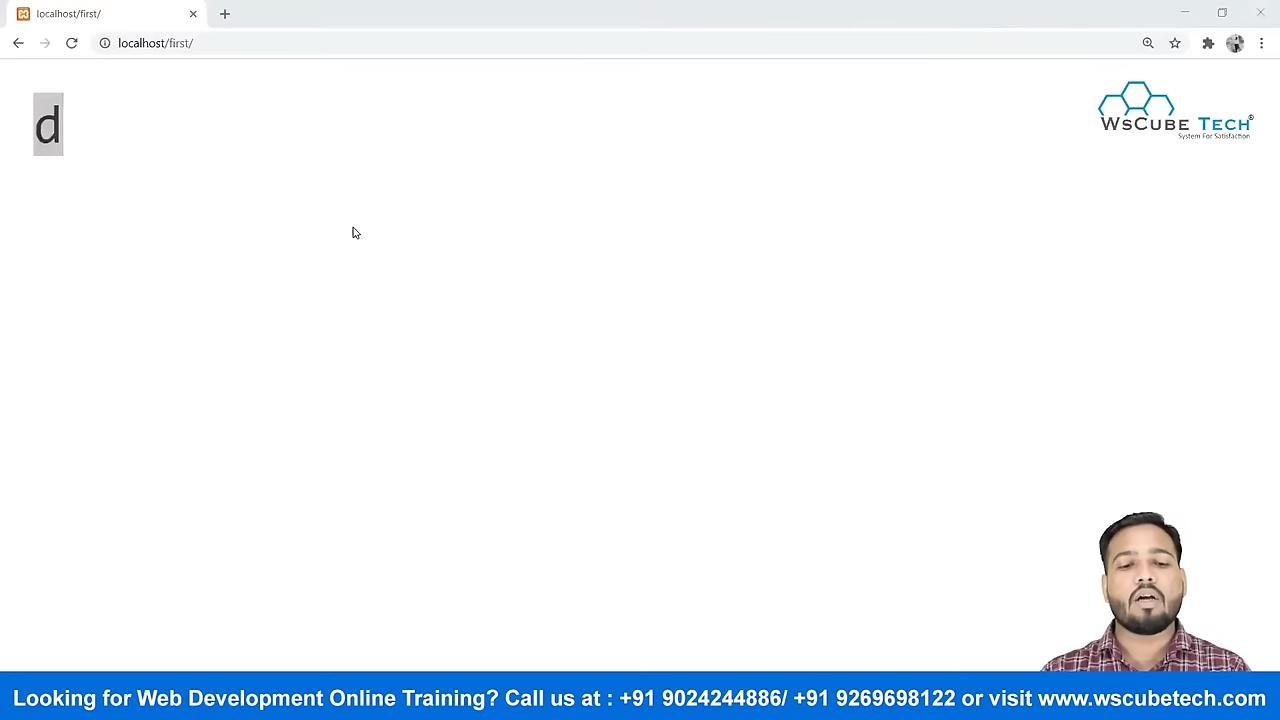 localhost/first/
localhost/first/
d
WsCube Tech®
System For Satisfaction
Looking for Web Development Online Training? Call us at : +91 9024244886/ +91 9269698122 or visit www.wscubetech.com